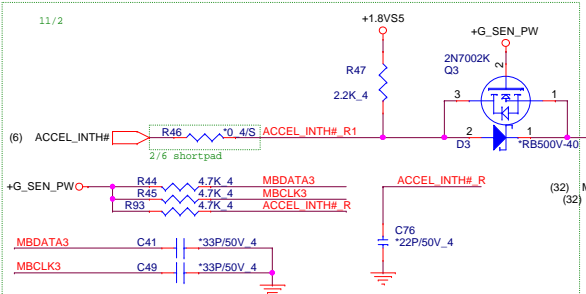 11/2
+1.8VS5
+G_SEN_PW
2N7002K
Q3
2
R47
2.2K_4
3
1
(6) ACCEL_INTH# R46 *0_4/S ACCEL_INTH#_R1
2 1
D3 *RB500V-40
2/6 shortpad
+G_SEN_PW R44 4.7K_4 MBDATA3
R45 4.7K_4 MBCLK3
R93 4.7K_4 ACCEL_INTH#_R
ACCEL_INTH#_R
(32)
(32)
MBDATA3 C41 *33P/50V_4
C76
*22P/50V_4
MBCLK3 C49 *33P/50V_4